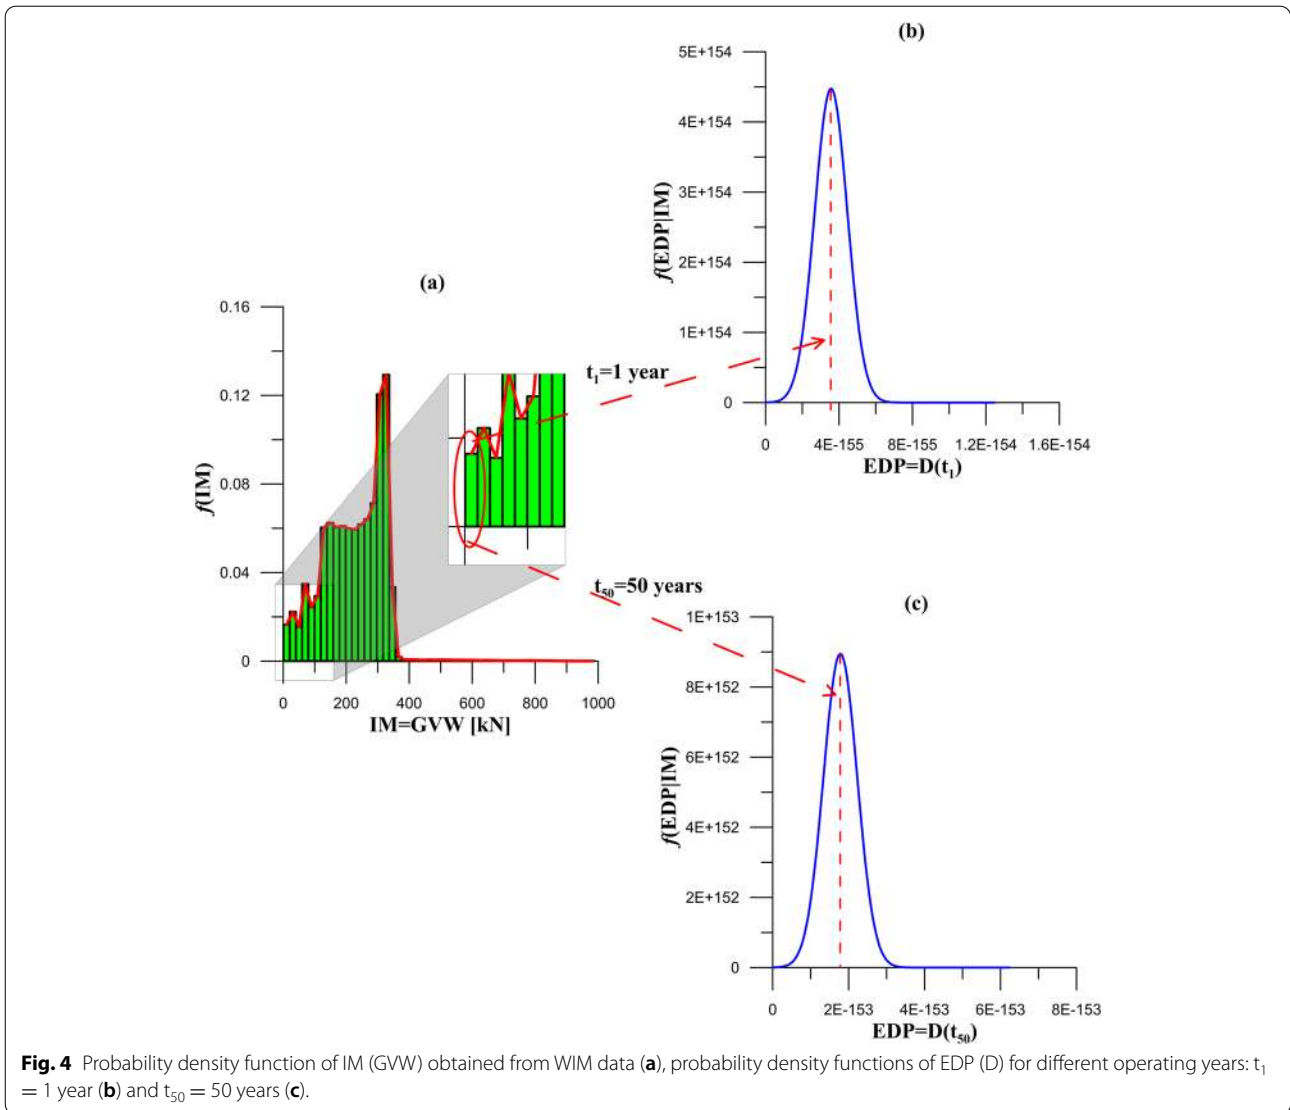 (b)
5E+154
4E+154
3E+154
2E+154
1E+154
0
f(EDP|IM)
0 4E-155 8E-155 1.2E-154 1.6E-154
EDP=D(t₁)
(a)
0.16
0.12
0.08
0.04
0
f(IM)
0 200 400 600 800 1000
IM=GVW [kN]
t₁=1 year
t₅₀=50 years
(c)
1E+153
8E+152
6E+152
4E+152
2E+152
0
f(EDP|IM)
0 2E-153 4E-153 6E-153 8E-153
EDP=D(t₅₀)
Fig. 4 Probability density function of IM (GVW) obtained from WIM data (a), probability density functions of EDP (D) for different operating years: t₁
= 1 year (b) and t₅₀ = 50 years (c).